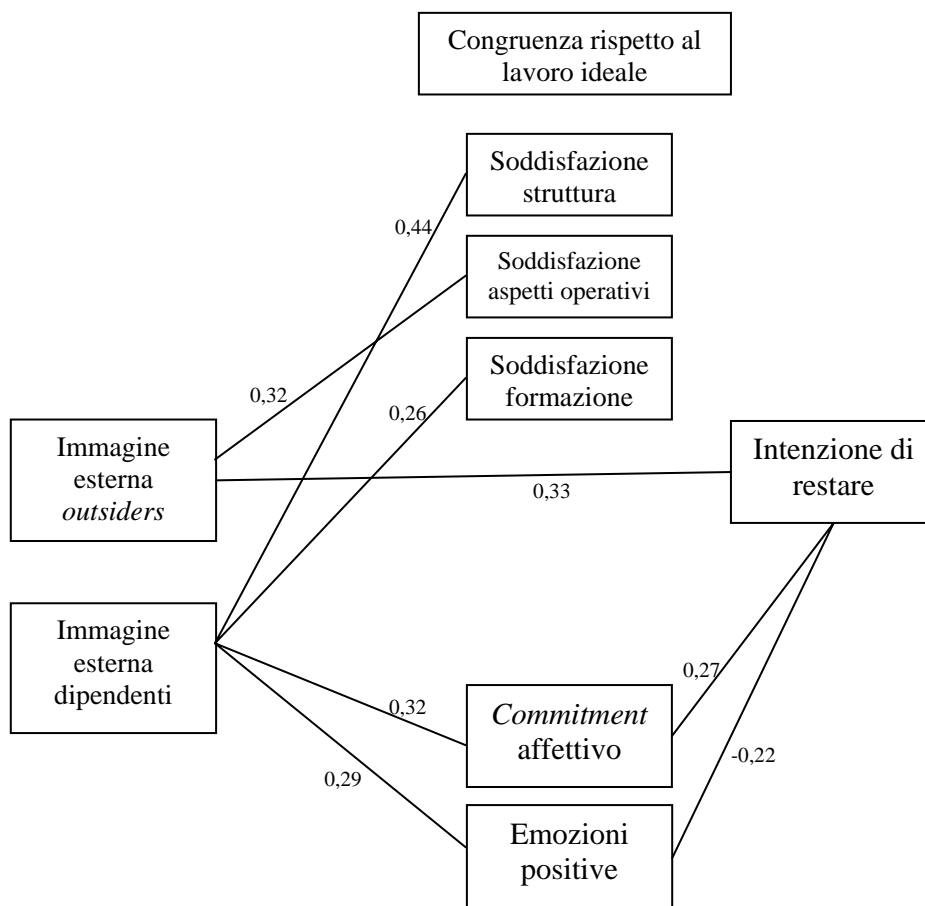 Congruenza rispetto al
lavoro ideale
Soddisfazione
struttura
0,44
Soddisfazione
aspetti operativi
Soddisfazione
formazione
0,32
0,26
Immagine
esterna
outsiders
Intenzione di
restare
0,33
Immagine
esterna
dipendenti
0,27
Commitment
affettivo
0,32
-0,22
0,29
Emozioni
positive